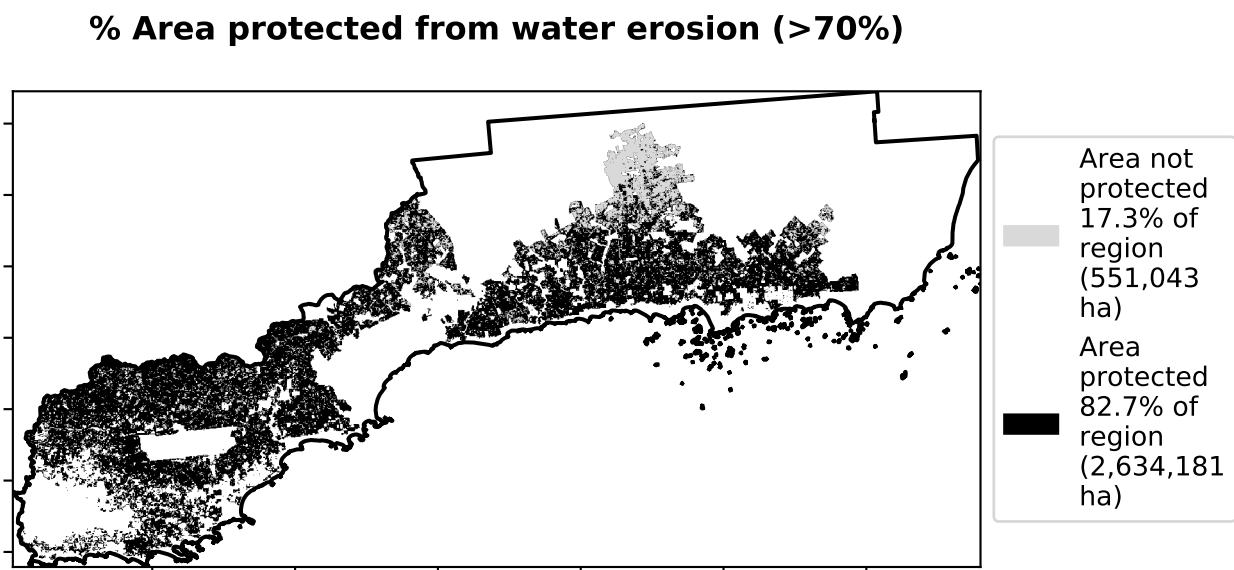 % Area protected from water erosion (>70%)
Area not
protected
17.3% of
region
(551,043
ha)
Area
protected
82.7% of
region
(2,634,181
ha)